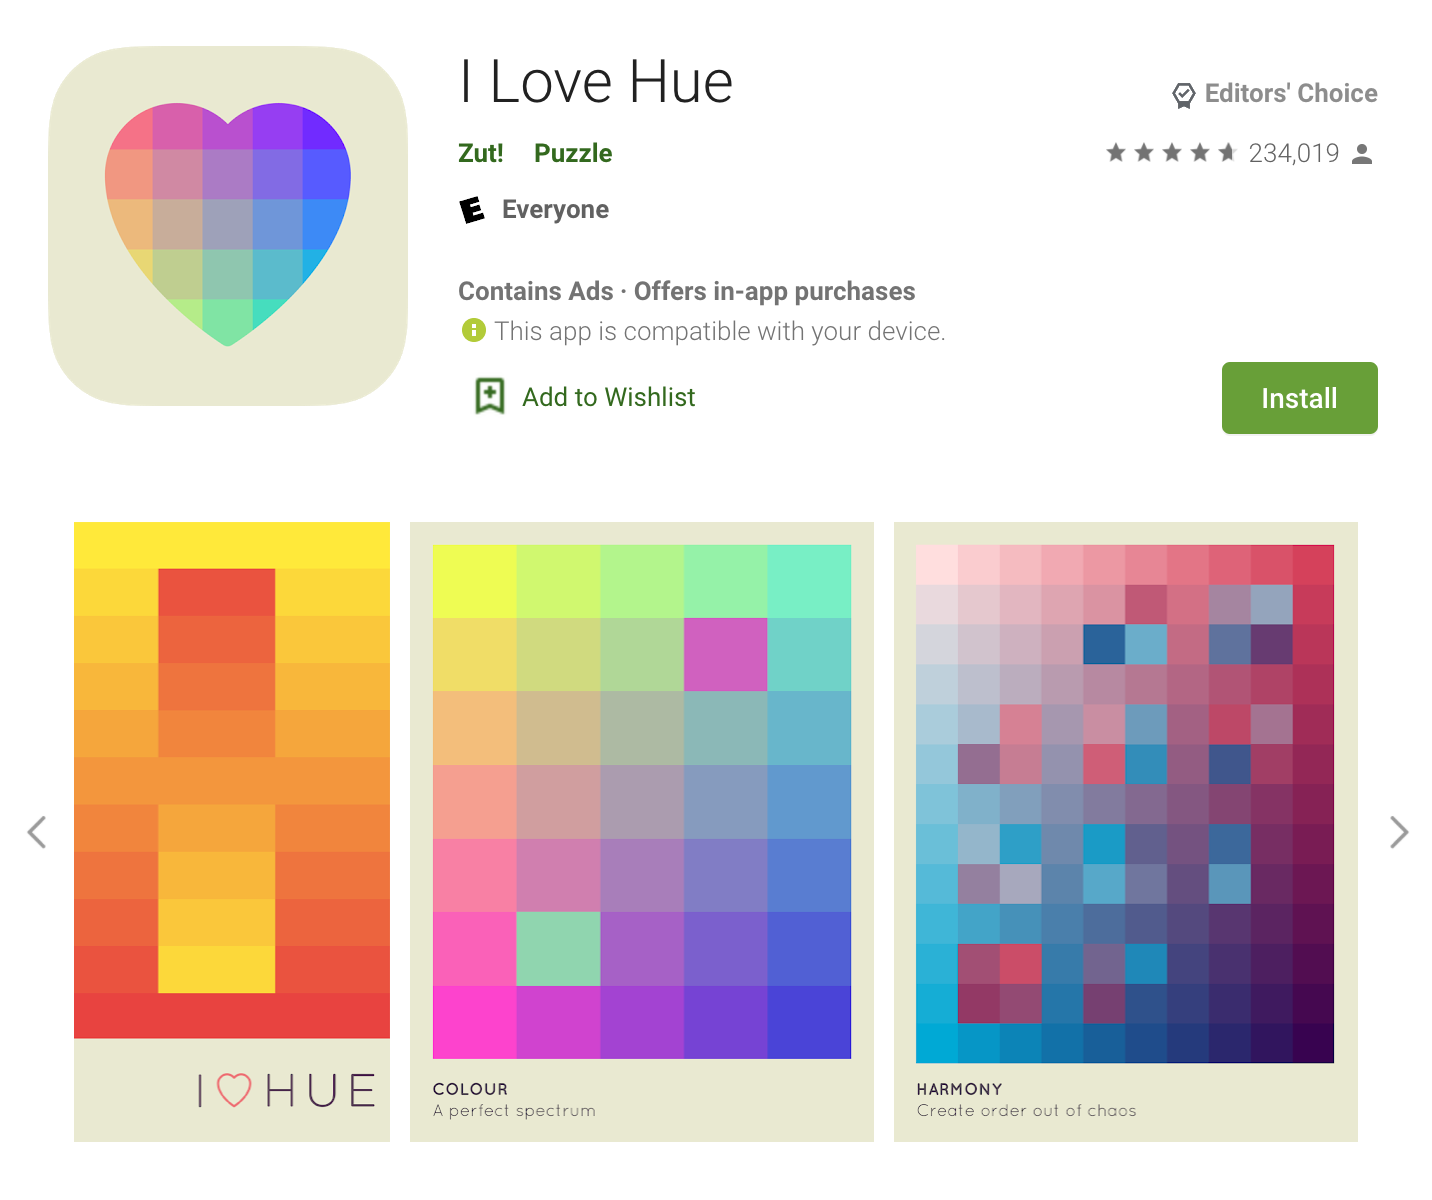 I Love Hue
Editors' Choice
Zut! Puzzle
234,019
E Everyone
Contains Ads · Offers in-app purchases
This app is compatible with your device.
Add to Wishlist
Install
I HUE
COLOUR
A perfect spectrum
HARMONY
Create order out of chaos